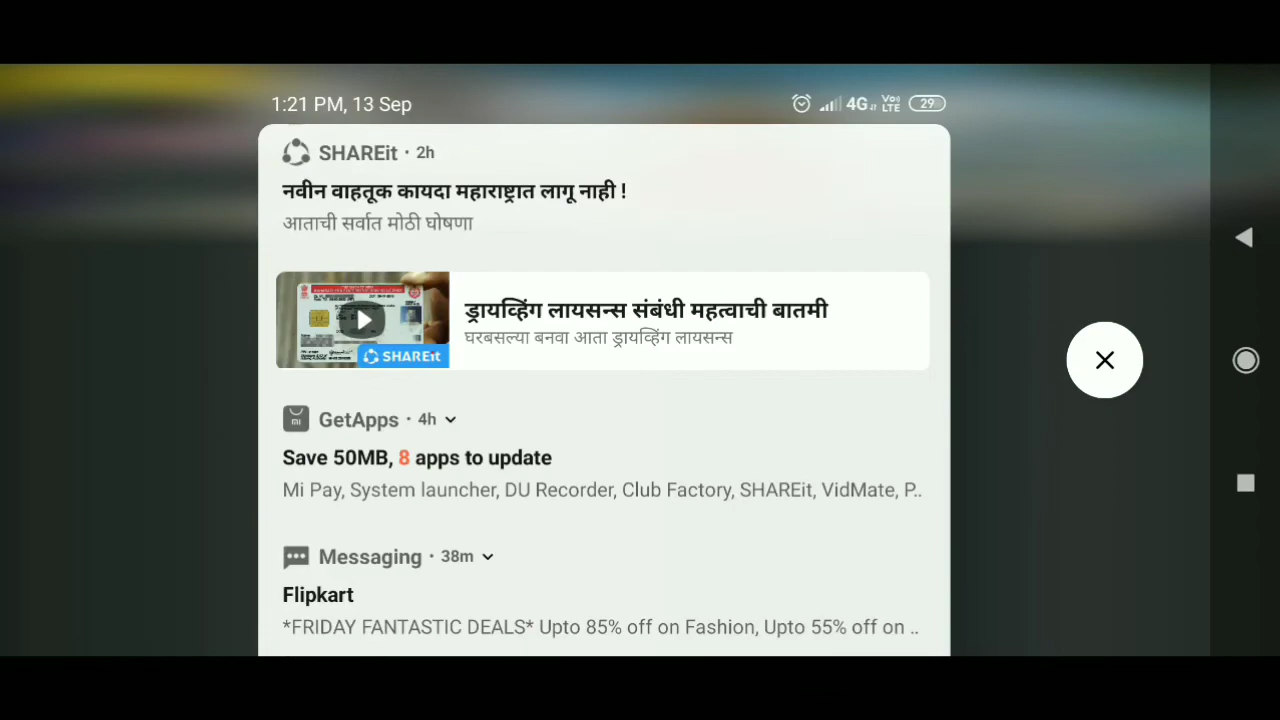 1:21 PM, 13 Sep
4G
Vo))
LTE
29
SHAREit · 2h
नवीन वाहतूक कायदा महाराष्ट्रात लागू नाही !
आताची सर्वात मोठी घोषणा
ड्रायव्हिंग लायसन्स संबंधी महत्वाची बातमी
घरबसल्या बनवा आता ड्रायव्हिंग लायसन्स
SHAREit
GetApps · 4h
Save 50MB, 8 apps to update
Mi Pay, System launcher, DU Recorder, Club Factory, SHAREit, VidMate, P..
Messaging · 38m
Flipkart
*FRIDAY FANTASTIC DEALS* Upto 85% off on Fashion, Upto 55% off on ..